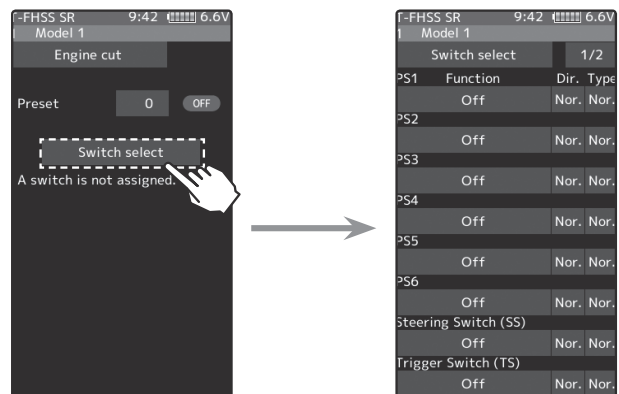 T-FHSS SR 9:42 6.6V
1 Model 1
Engine cut
Preset 0 OFF
Switch select
A switch is not assigned.
T-FHSS SR 9:42 6.6V
1 Model 1
Switch select 1/2
PS1 Function Dir. Type
Off Nor. Nor.
PS2
Off Nor. Nor.
PS3
Off Nor. Nor.
PS4
Off Nor. Nor.
PS5
Off Nor. Nor.
PS6
Off Nor. Nor.
Steering Switch (SS)
Off Nor. Nor.
Trigger Switch (TS)
Off Nor. Nor.